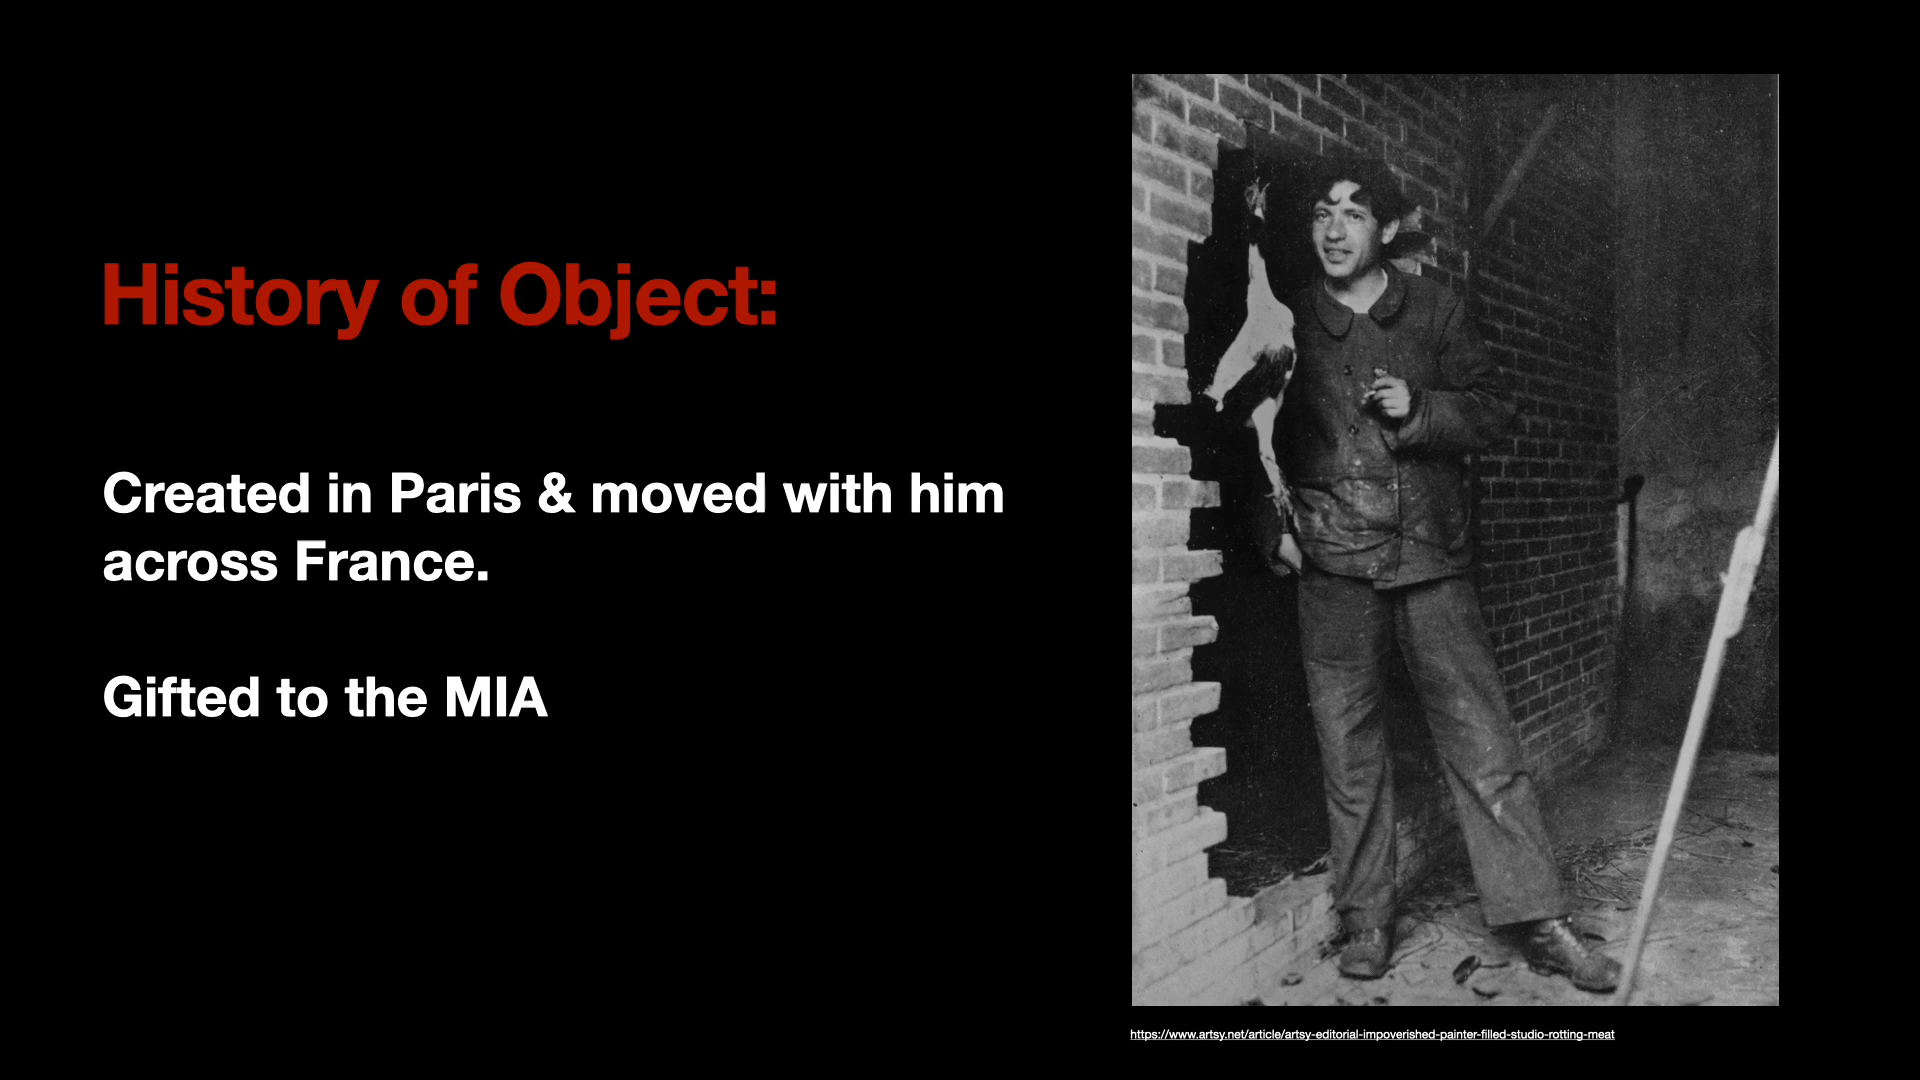 History of Object:
Created in Paris & moved with him
across France.
Gifted to the MIA
https://www.artsy.net/article/artsy-editorial-impoverished-painter-filled-studio-rotting-meat